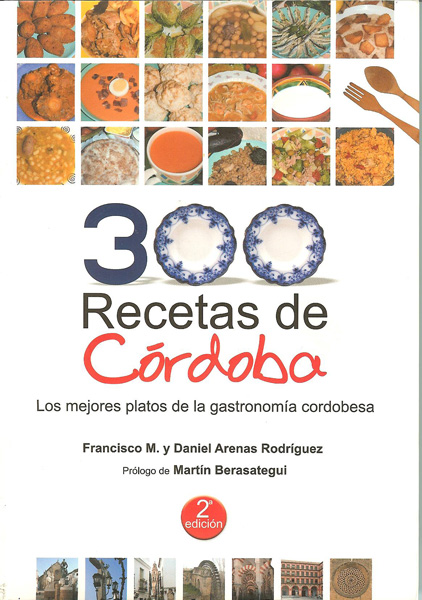 300
Recetas de
Córdoba
Los mejores platos de la gastronomía cordobesa
Francisco M. y Daniel Arenas Rodríguez
Prólogo de Martín Berasategui
2ª
edición